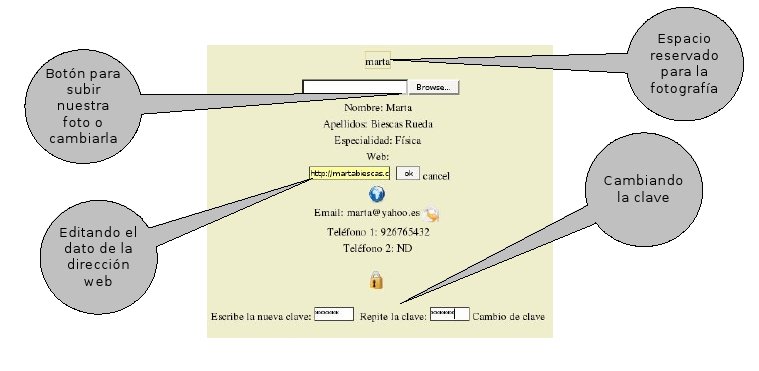 Botón para
subir
nuestra
foto o
cambiarla
Espacio
reservado
para la
fotografía
marta
Browse...
Nombre: Marta
Apellidos: Biescas Rueda
Especialidad: Física
Web:
http://martabiescas.c ok cancel
Email: marta@yahoo.es
Teléfono 1: 926765432
Teléfono 2: ND
Cambiando
la clave
Editando el
dato de la
dirección
web
Escribe la nueva clave: ****** Repite la clave: ****** Cambio de clave